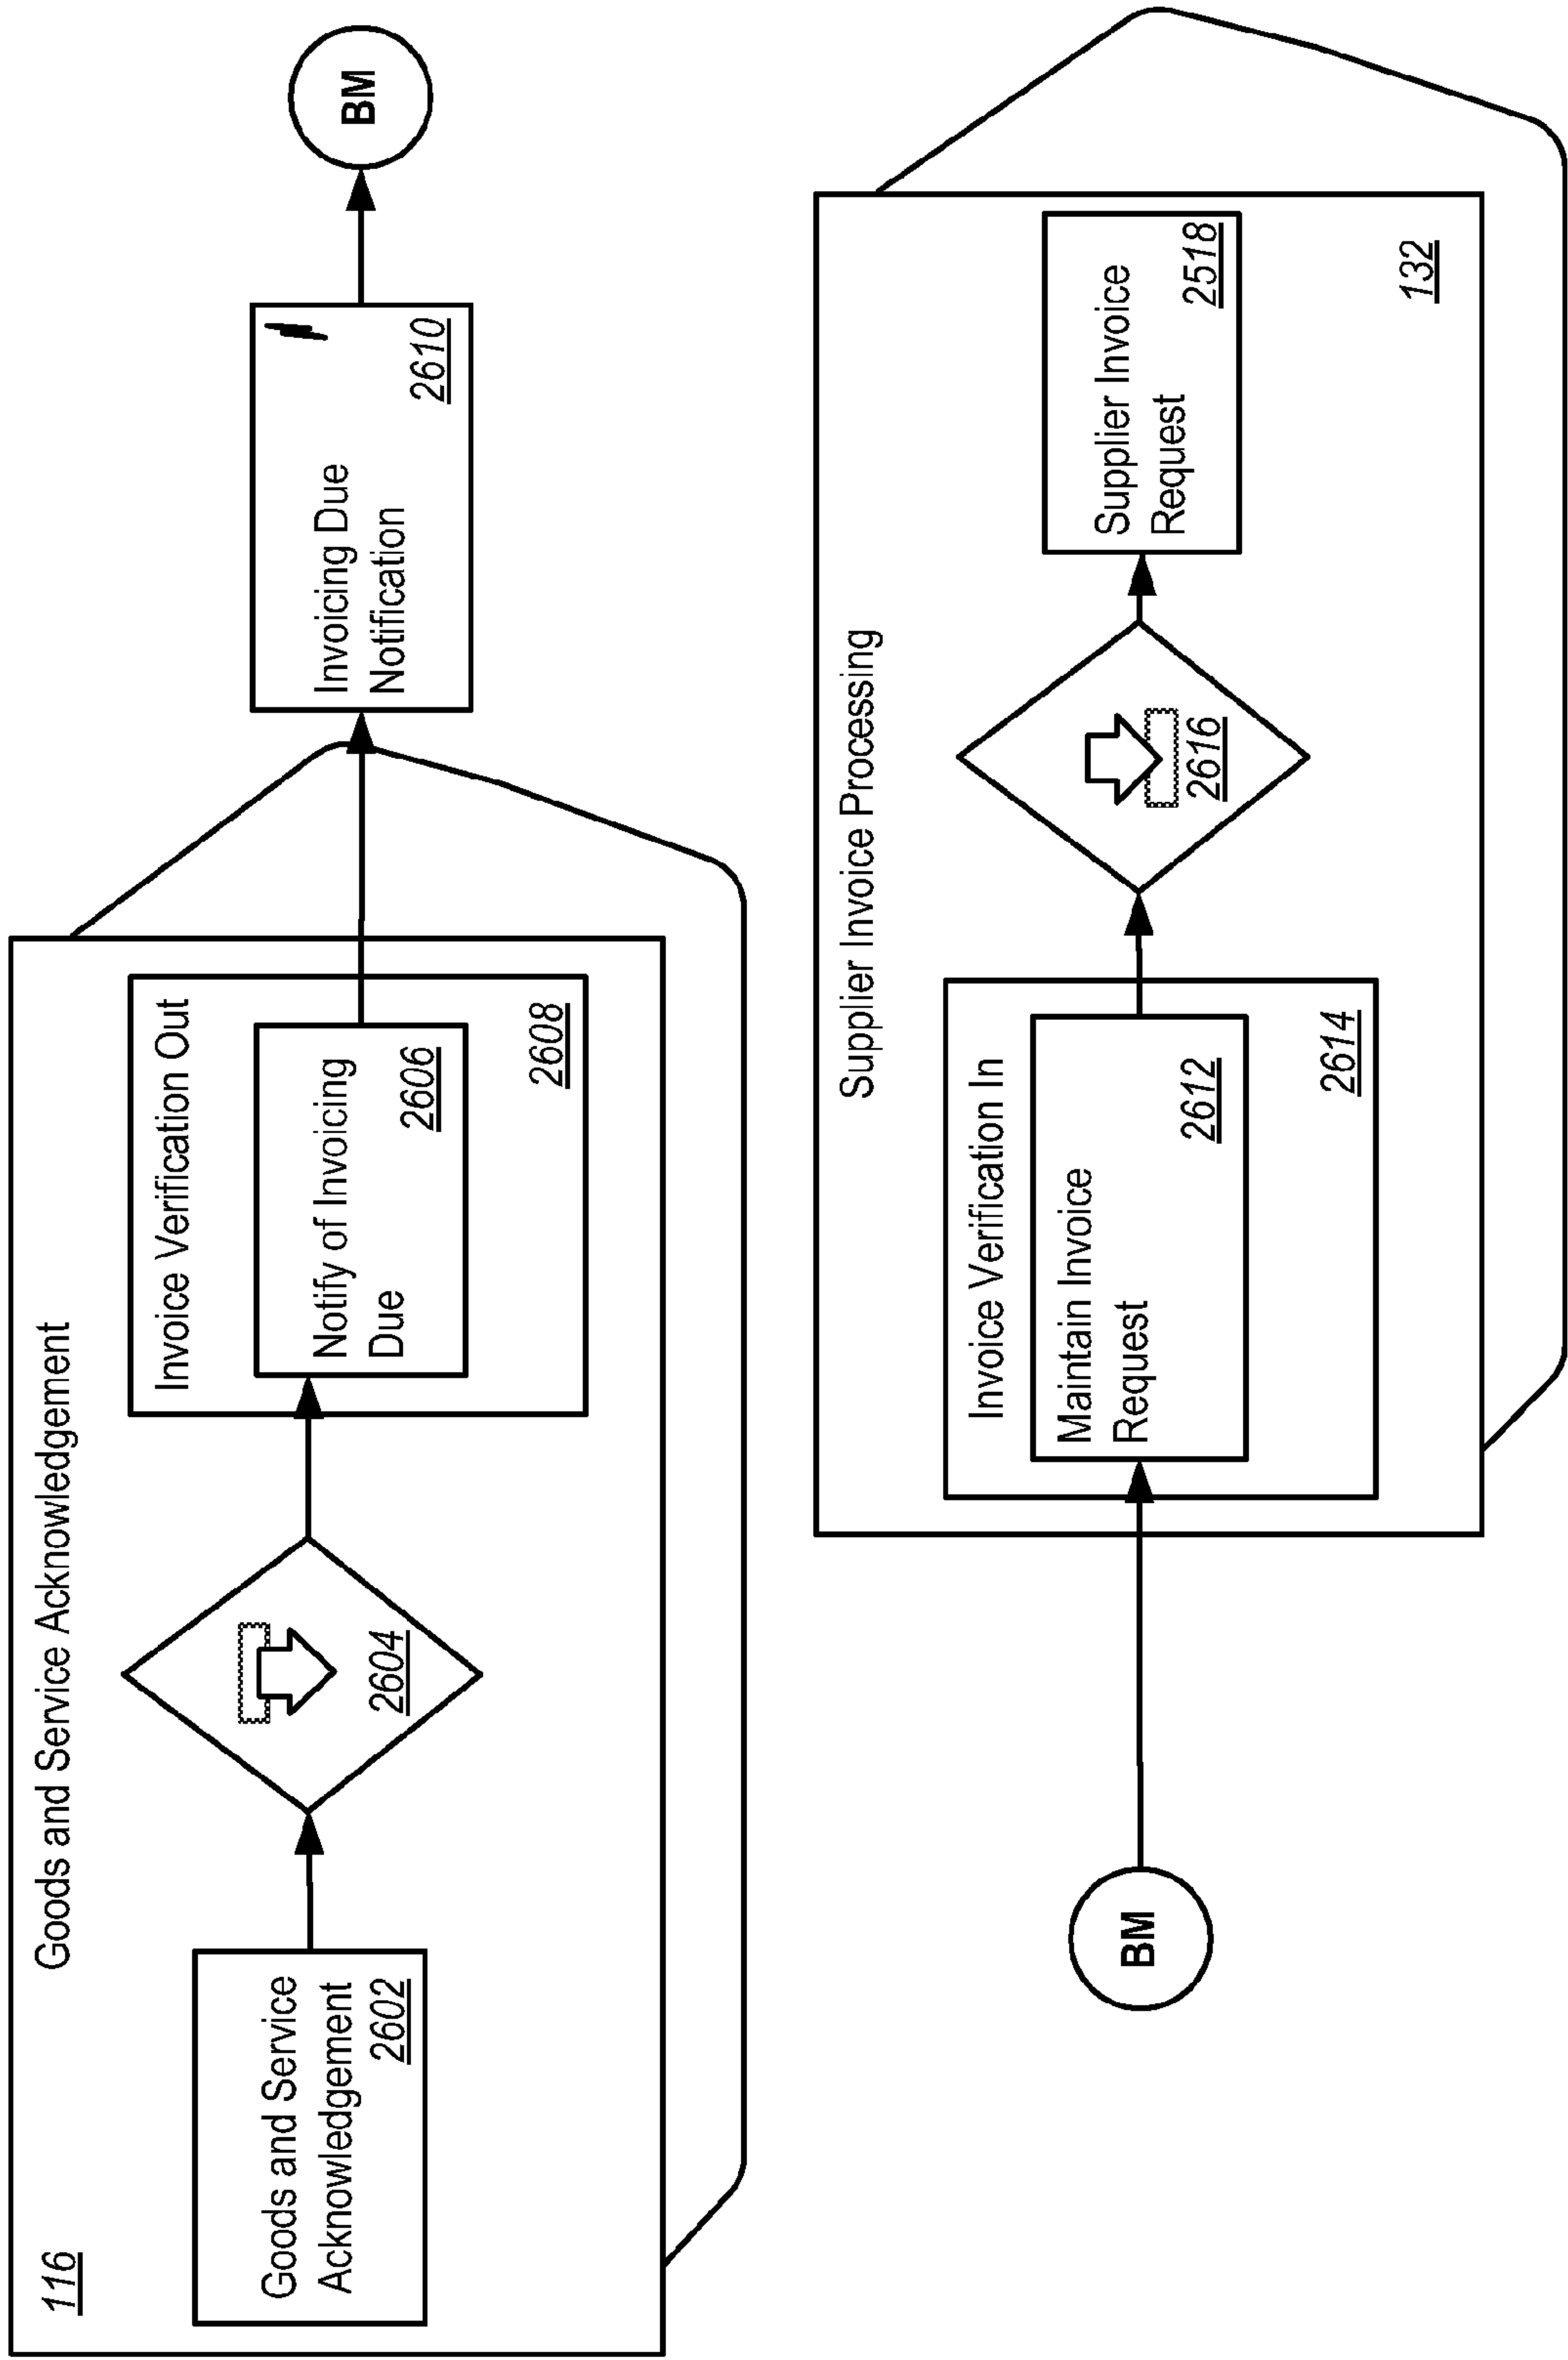 116
Goods and Service Acknowledgement
Goods and Service
Acknowledgement
2602
2604
Invoice Verification Out
Notify of Invoicing
Due
2606
2608
Invoicing Due
Notification
2610
BM
BM
Supplier Invoice Processing
Invoice Verification In
Maintain Invoice
Request
2612
2614
2616
Supplier Invoice
Request
2518
132